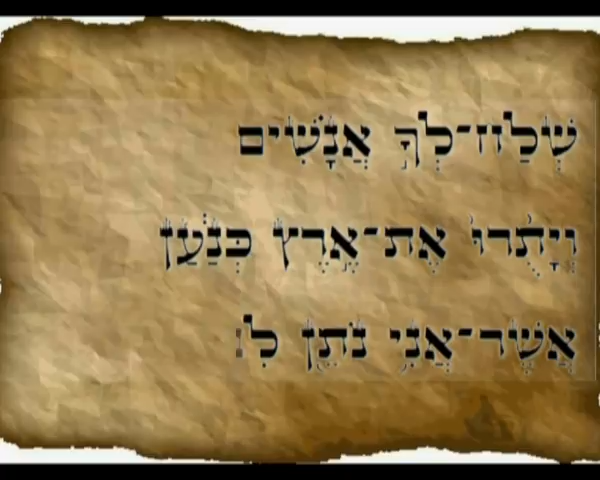 שְׁלַח־לְךָ֣ אֲנָשִׁ֗ים
וְיָתֻ֙רוּ֙ אֶת־אֶ֣רֶץ כְּנַ֔עַן
אֲשֶׁר־אֲנִ֥י נֹתֵ֖ן לִ